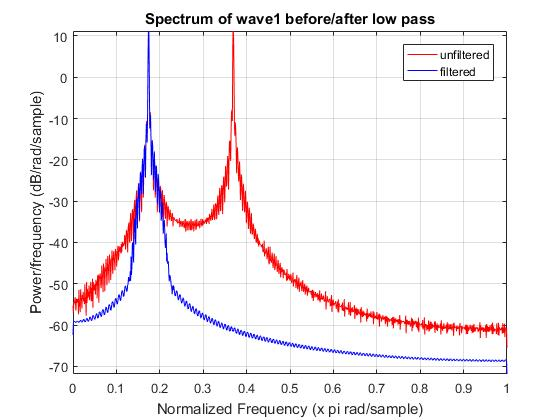 Spectrum of wave1 before/after low pass
unfiltered
filtered
Power/frequency (dB/rad/sample)
10
0
-10
-20
-30
-40
-50
-60
-70
0 0.1 0.2 0.3 0.4 0.5 0.6 0.7 0.8 0.9 1
Normalized Frequency (x pi rad/sample)